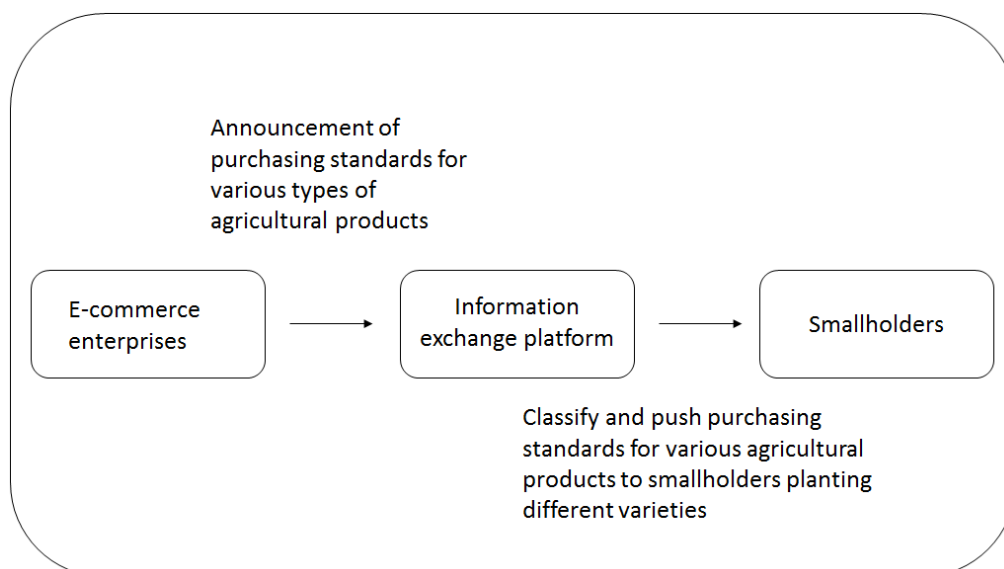 Announcement of
purchasing standards for
various types of
agricultural products
E-commerce
enterprises
Information
exchange platform
Smallholders
Classify and push purchasing
standards for various agricultural
products to smallholders planting
different varieties